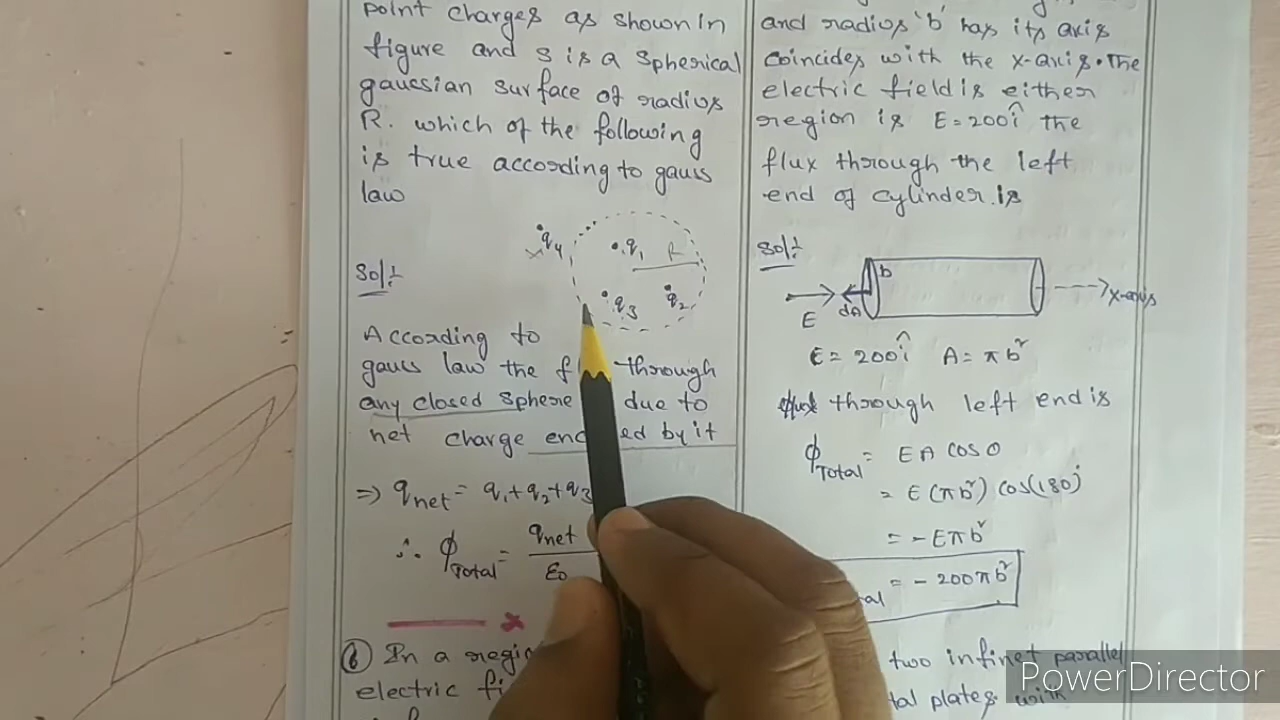 point charges as shown in
figure and S is a spherical
gaussian surface of radius
R. which of the following
is true according to gauss
law
q4
q1
R
q3
q2
Sol:
According to
gauss law the through
any closed sphere due to
net charge by it
=> qnet = q1+q2+q3
∴ ϕTotal = qnet/ε0
⑥ In a
electric
and radius 'b' has its axis
coincides with the x-axis. The
electric field is either
region is E = 200î the
flux through the left
end of cylinder is
Sol:
b
E
dA
x-axis
E = 200î A = πb²
flux through left end is
ϕTotal = EA cosθ
= E(πb²) cos(180°)
= -Eπb²
= -200πb²
two infinet parallel
plates with
PowerDirector